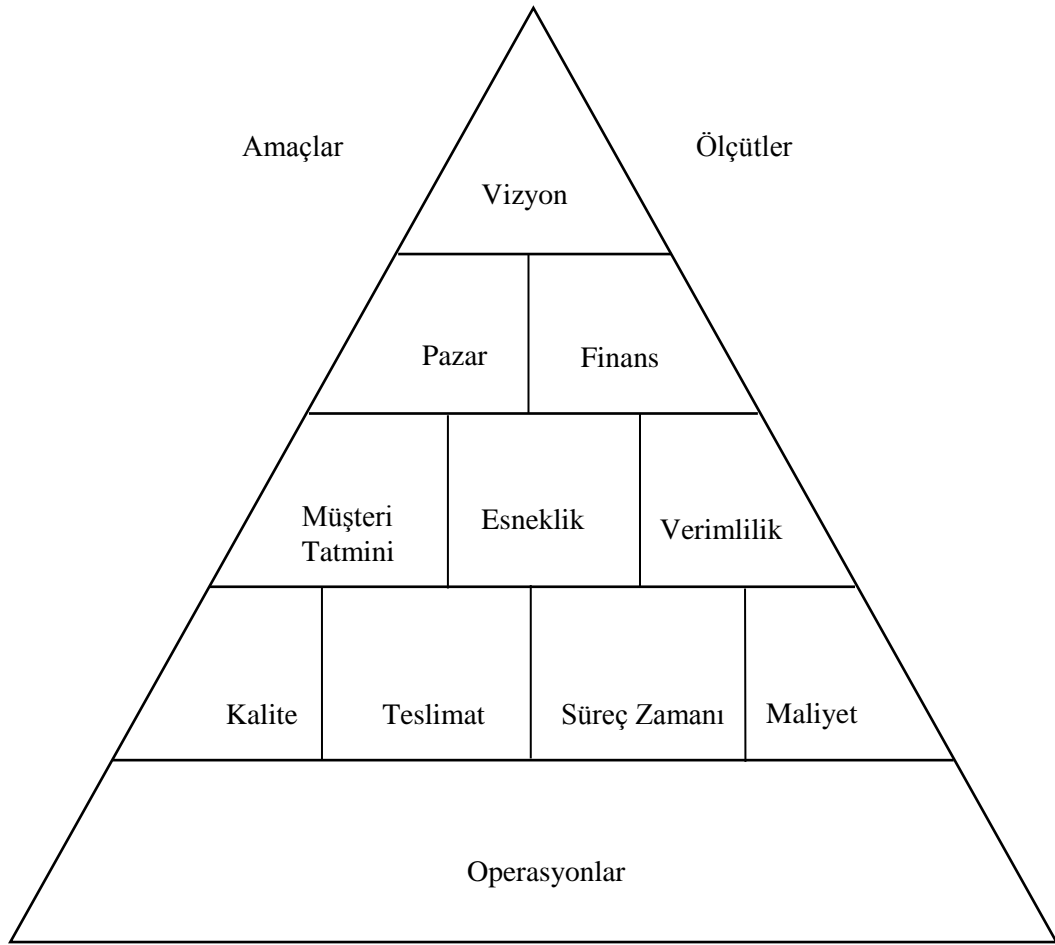 Amaçlar
Ölçütler
Vizyon
Pazar
Finans
Müşteri
Tatmini
Esneklik
Verimlilik
Kalite
Teslimat
Süreç Zamanı
Maliyet
Operasyonlar